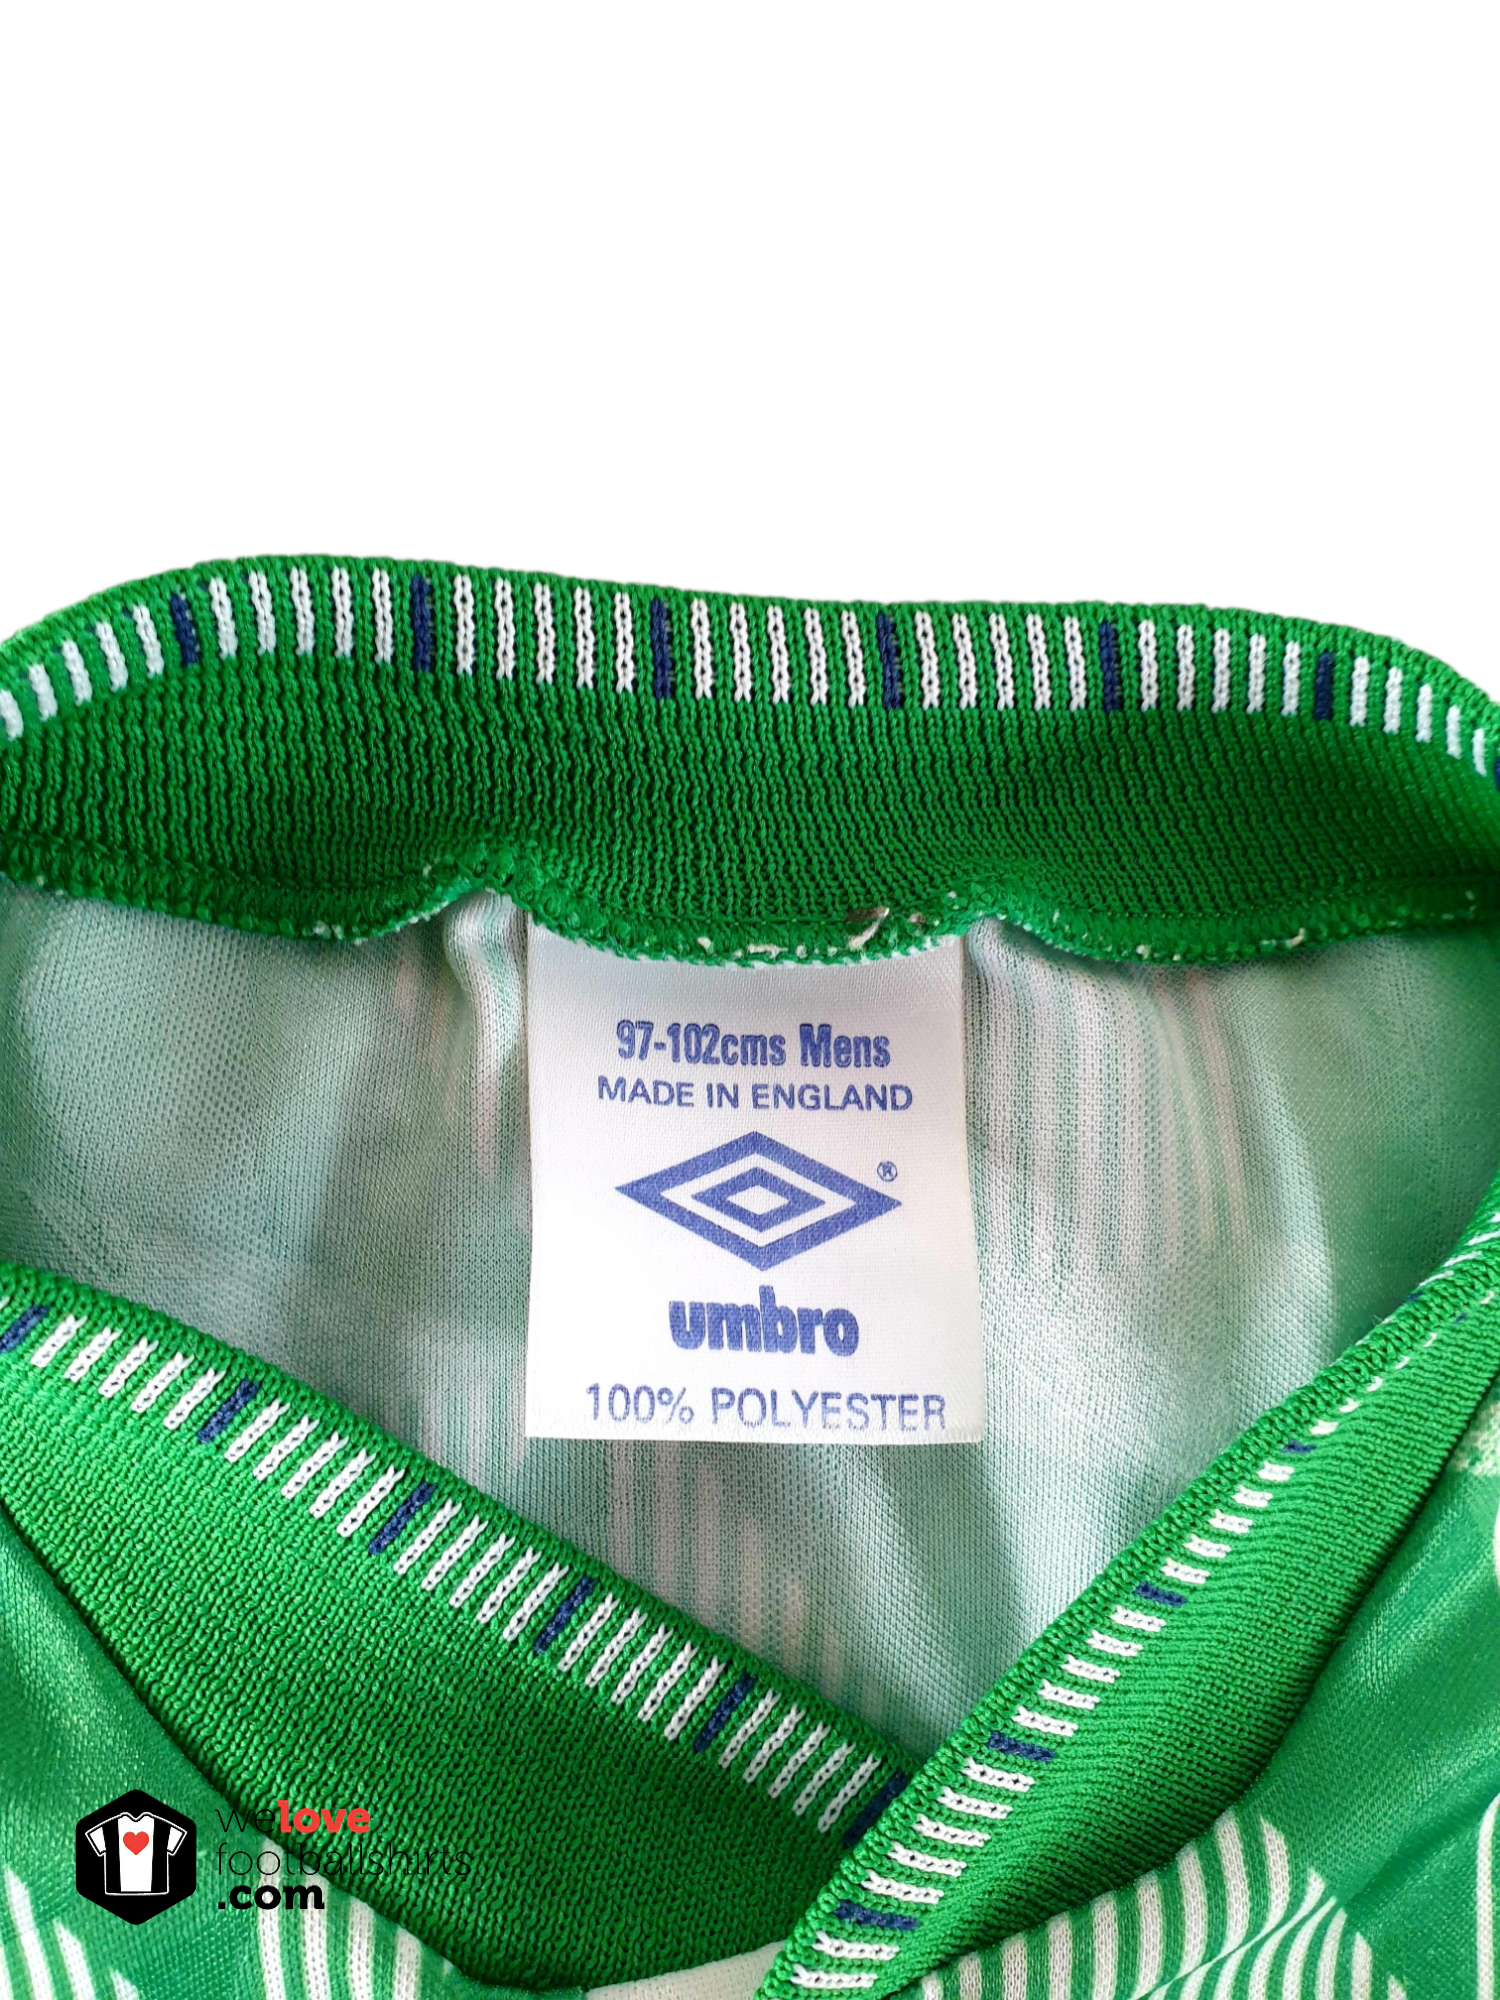 97-102cms Mens
MADE IN ENGLAND
®
umbro
100% POLYESTER
welove
footballshirts
.com